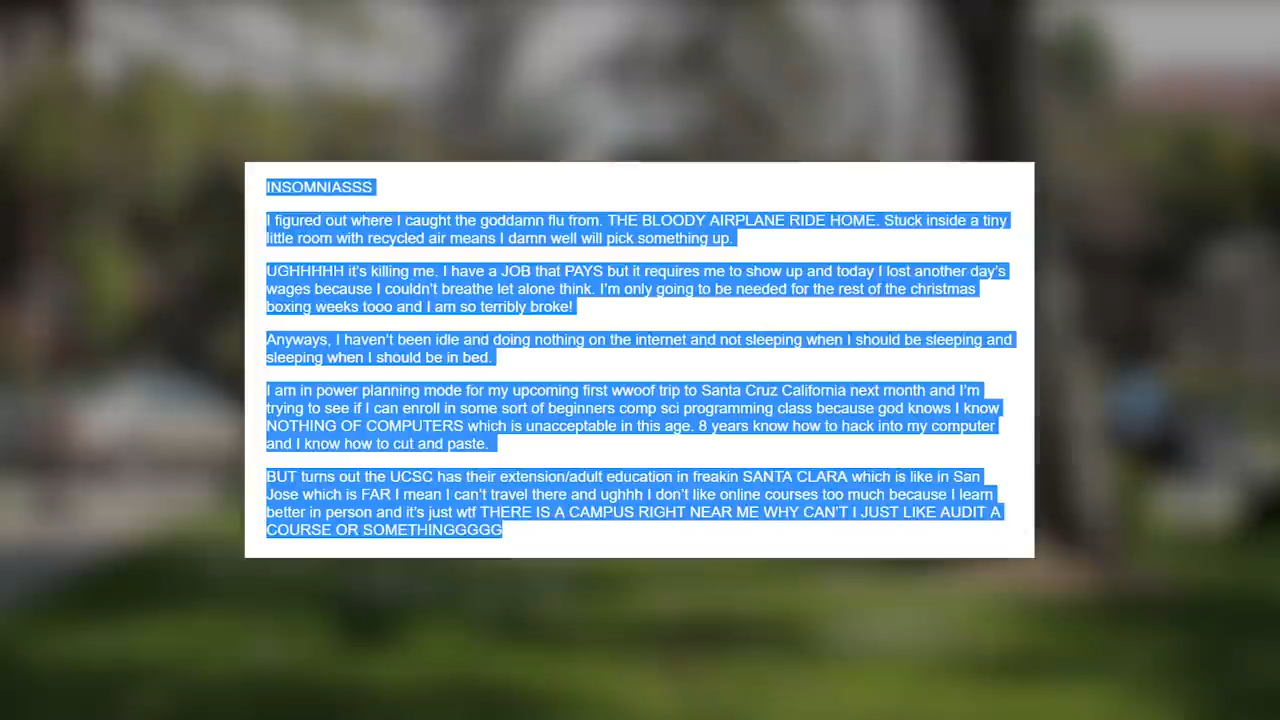 INSOMNIASSS
I figured out where I caught the goddamn flu from. THE BLOODY AIRPLANE RIDE HOME. Stuck inside a tiny
little room with recycled air means I damn well will pick something up.
UGHHHHH it's killing me. I have a JOB that PAYS but it requires me to show up and today I lost another day's
wages because I couldn't breathe let alone think. I'm only going to be needed for the rest of the christmas
boxing weeks tooo and I am so terribly broke!
Anyways, I haven't been idle and doing nothing on the internet and not sleeping when I should be sleeping and
sleeping when I should be in bed.
I am in power planning mode for my upcoming first wwoof trip to Santa Cruz California next month and I'm
trying to see if I can enroll in some sort of beginners comp sci programming class because god knows I know
NOTHING OF COMPUTERS which is unacceptable in this age. 8 years know how to hack into my computer
and I know how to cut and paste.
BUT turns out the UCSC has their extension/adult education in freakin SANTA CLARA which is like in San
Jose which is FAR I mean I can't travel there and ughhh I don't like online courses too much because I learn
better in person and it's just wtf THERE IS A CAMPUS RIGHT NEAR ME WHY CAN'T I JUST LIKE AUDIT A
COURSE OR SOMETHINGGGGG